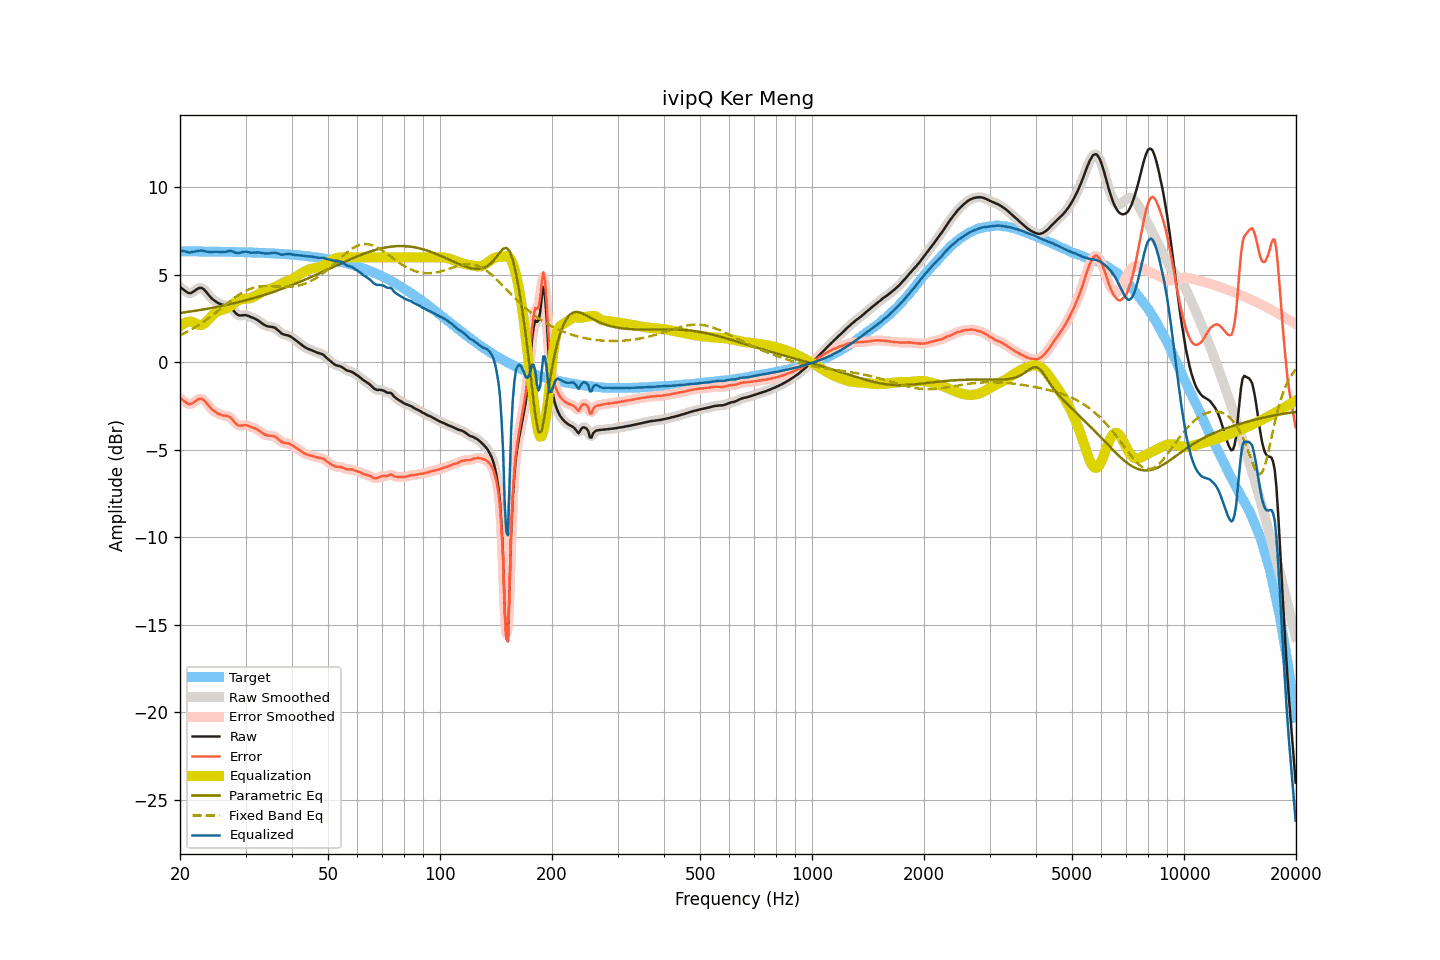 ivipQ Ker Meng
Amplitude (dBr)
10
5
0
−5
−10
−15
−20
−25
Target
Raw Smoothed
Error Smoothed
Raw
Error
Equalization
Parametric Eq
Fixed Band Eq
Equalized
20 50 100 200 500 1000 2000 5000 10000 20000
Frequency (Hz)